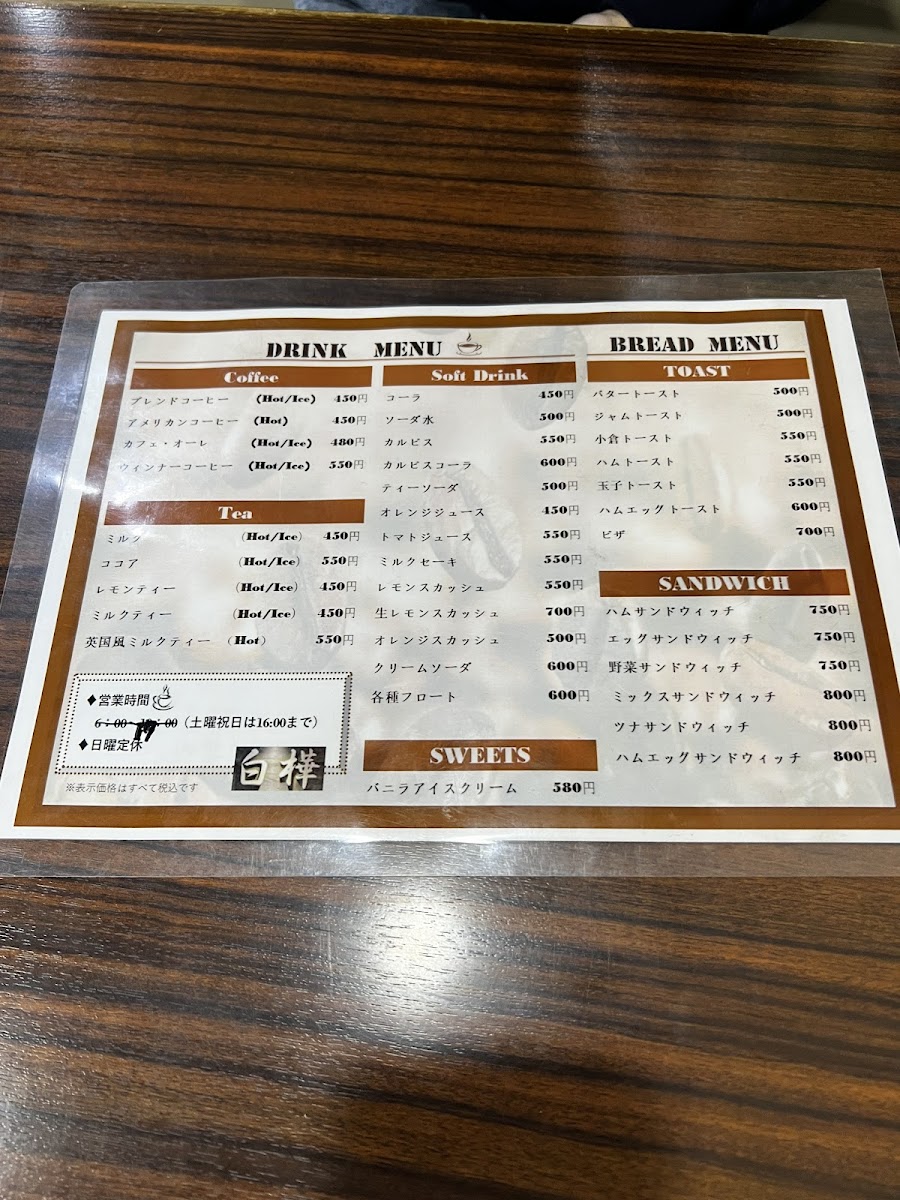 DRINK MENU
Coffee
ブレンドコーヒー (Hot/Ice) 450円
アメリカンコーヒー (Hot) 450円
カフェ・オーレ (Hot/Ice) 480円
ウィンナーコーヒー (Hot/Ice) 550円
Tea
ミルク (Hot/Ice) 450円
ココア (Hot/Ice) 550円
レモンティー (Hot/Ice) 450円
ミルクティー (Hot/Ice) 450円
英国風ミルクティー (Hot) 550円
♦営業時間
6：00～ ：00（土曜祝日は16:00まで）
19
♦日曜定休
白樺
※表示価格はすべて税込です
Soft Drink
コーラ 450円
ソーダ水 500円
カルピス 550円
カルピスコーラ 600円
ティーソーダ 500円
オレンジジュース 450円
トマトジュース 550円
ミルクセーキ 550円
レモンスカッシュ 550円
生レモンスカッシュ 700円
オレンジスカッシュ 500円
クリームソーダ 600円
各種フロート 600円
SWEETS
バニラアイスクリーム 580円
BREAD MENU
TOAST
バタートースト 500円
ジャムトースト 500円
小倉トースト 550円
ハムトースト 550円
玉子トースト 550円
ハムエッグトースト 600円
ピザ 700円
SANDWICH
ハムサンドウィッチ 750円
エッグサンドウィッチ 750円
野菜サンドウィッチ 750円
ミックスサンドウィッチ 800円
ツナサンドウィッチ 800円
ハムエッグサンドウィッチ 800円